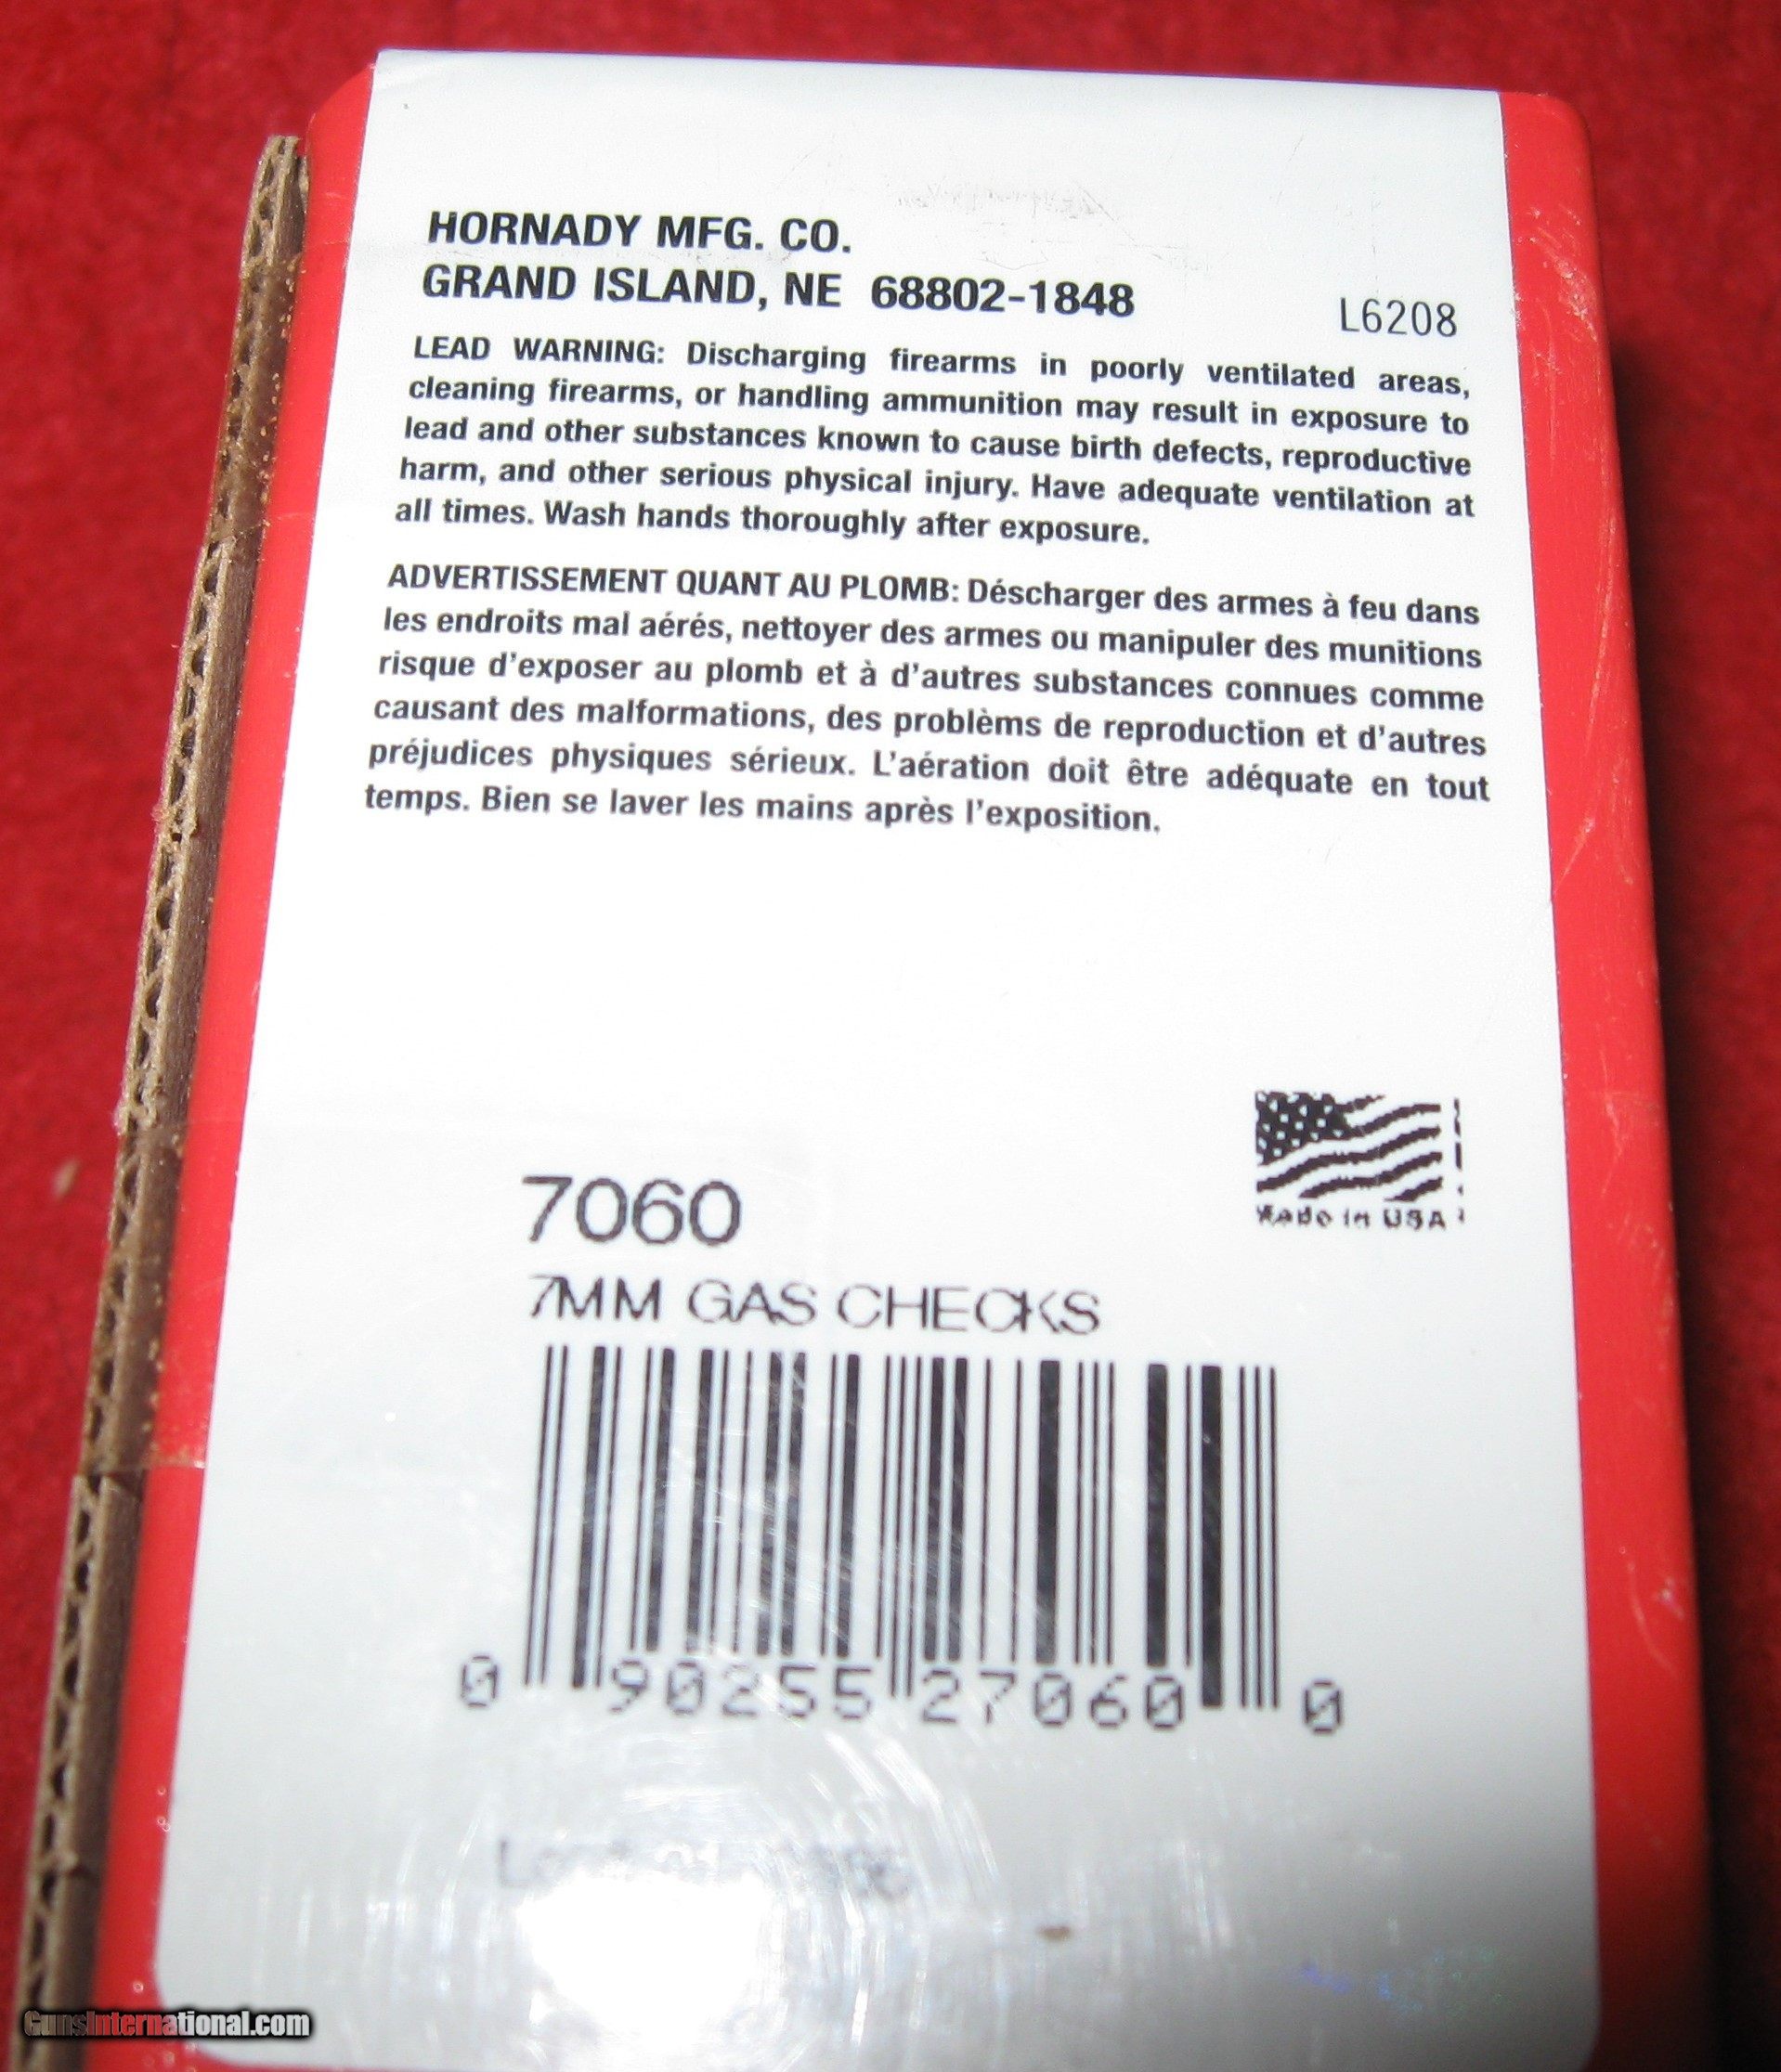 HORNADY MFG. CO.
GRAND ISLAND, NE 68802-1848
L6208
LEAD WARNING: Discharging firearms in poorly ventilated areas,
cleaning firearms, or handling ammunition may result in exposure to
lead and other substances known to cause birth defects, reproductive
harm, and other serious physical injury. Have adequate ventilation at
all times. Wash hands thoroughly after exposure.
ADVERTISSEMENT QUANT AU PLOMB: Déscharger des armes à feu dans
les endroits mal aérés, nettoyer des armes ou manipuler des munitions
risque d'exposer au plomb et à d'autres substances connues comme
causant des malformations, des problèms de reproduction et d'autres
préjudices physiques sérieux. L'aération doit être adéquate en tout
temps. Bien se laver les mains après l'exposition.
Made in USA
7060
7MM GAS CHECKS
0 90255 27060 0
GunsInternational.com